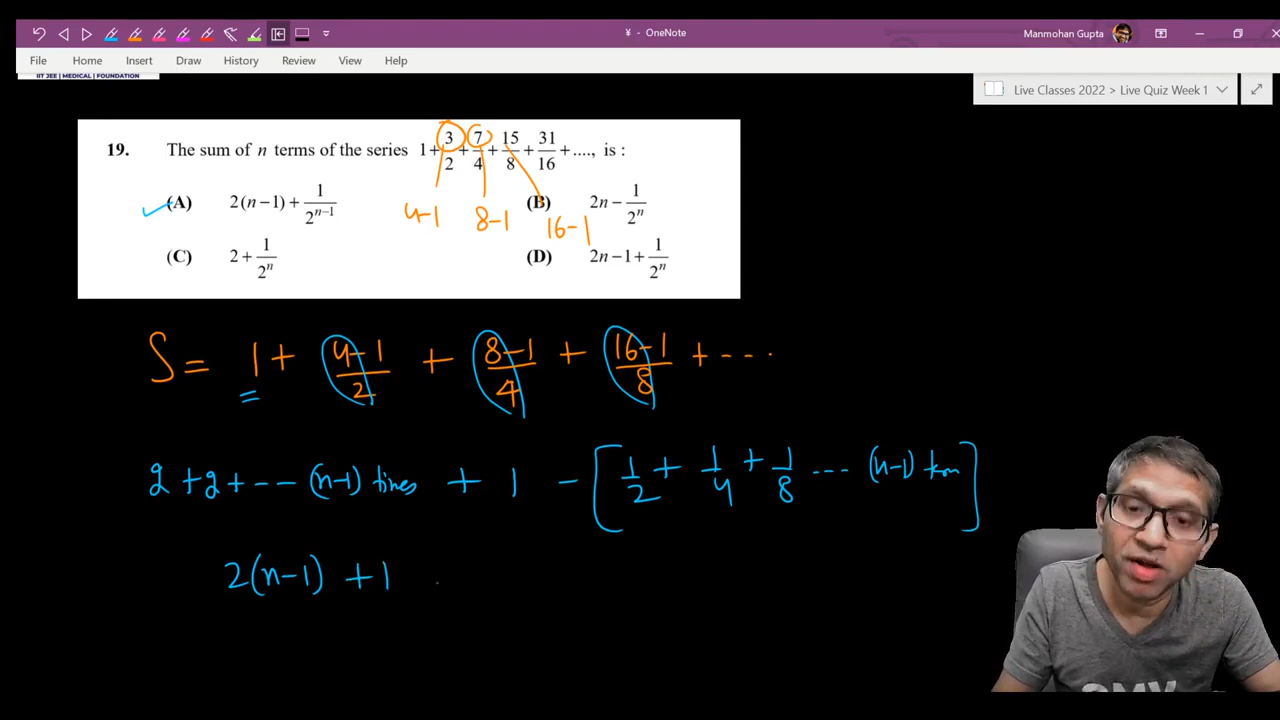 ¥ - OneNote
Manmohan Gupta
File Home Insert Draw History Review View Help
IIT JEE | MEDICAL | FOUNDATION
Live Classes 2022 > Live Quiz Week 1
19. The sum of n terms of the series 1+3/2+7/4+15/8+31/16+...., is :
(A) 2(n−1)+1/2^(n−1) (B) 2n−1/2^n
4-1 8-1 16-1
(C) 2+1/2^n (D) 2n−1+1/2^n
S = 1 + (4-1)/2 + (8-1)/4 + (16-1)/8 + ---
2+2+--- (n-1) times + 1 - [1/2 + 1/4 + 1/8 --- (n-1) term]
2(n-1) +1